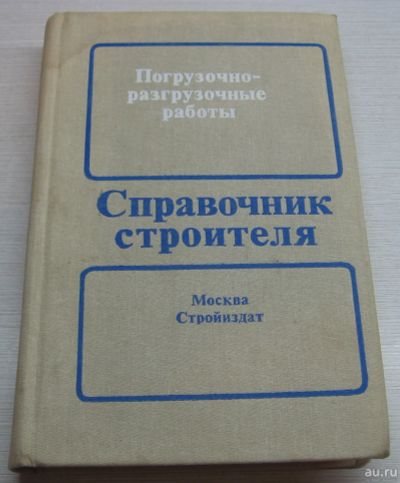 Погрузочно-
разгрузочные
работы
Справочник
строителя
Москва
Стройиздат
au.ru